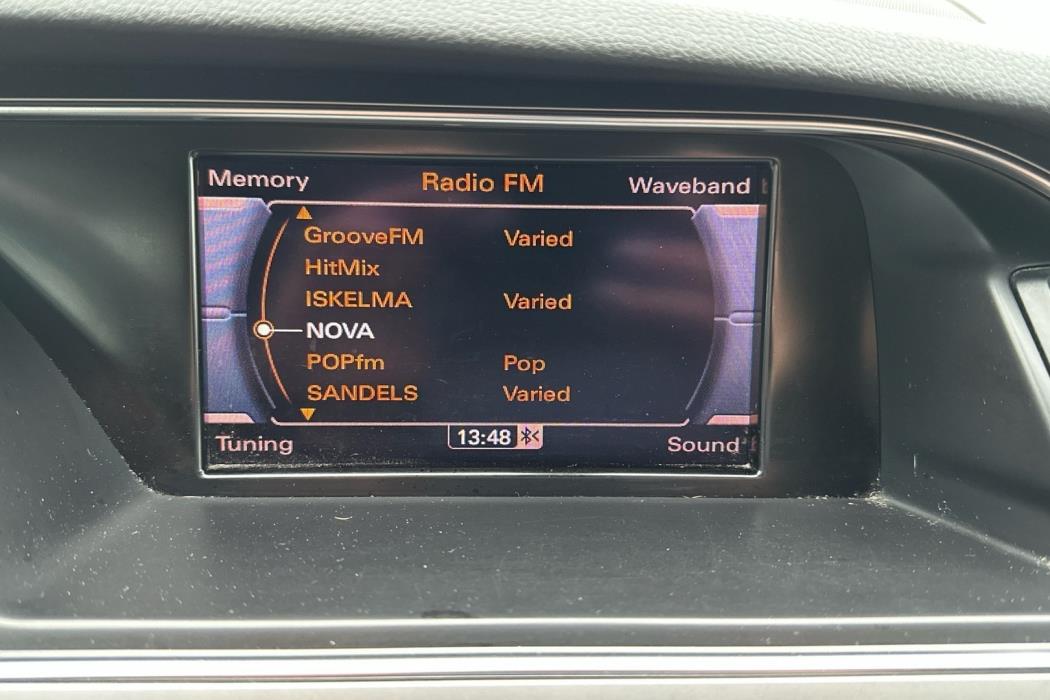 Memory Radio FM Waveband
GrooveFM Varied
HitMix
ISKELMA Varied
NOVA
POPfm Pop
SANDELS Varied
Tuning 13:48 Sound